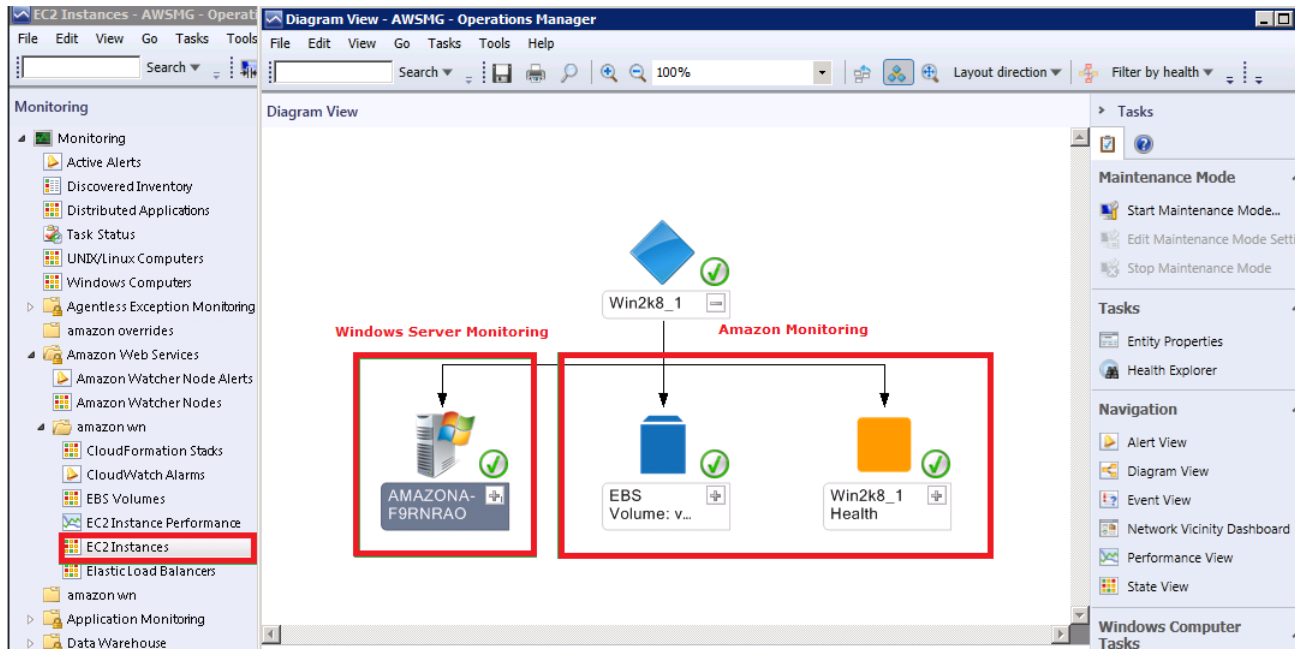 EC2 Instances - AWSMG - Operati
File Edit View Go Tasks Tools
Search
Monitoring
Monitoring
Active Alerts
Discovered Inventory
Distributed Applications
Task Status
UNIX/Linux Computers
Windows Computers
Agentless Exception Monitoring
amazon overrides
Amazon Web Services
Amazon Watcher Node Alerts
Amazon Watcher Nodes
amazon wn
CloudFormation Stacks
CloudWatch Alarms
EBS Volumes
EC2 Instance Performance
EC2 Instances
Elastic Load Balancers
amazon wn
Application Monitoring
Data Warehouse
Diagram View - AWSMG - Operations Manager
File Edit View Go Tasks Tools Help
Search 100% Layout direction Filter by health
Diagram View
Win2k8_1
Windows Server Monitoring
Amazon Monitoring
AMAZONA-
F9RNRAO
EBS
Volume: v...
Win2k8_1
Health
Tasks
Maintenance Mode
Start Maintenance Mode...
Edit Maintenance Mode Setti
Stop Maintenance Mode
Tasks
Entity Properties
Health Explorer
Navigation
Alert View
Diagram View
Event View
Network Vicinity Dashboard
Performance View
State View
Windows Computer
Tasks